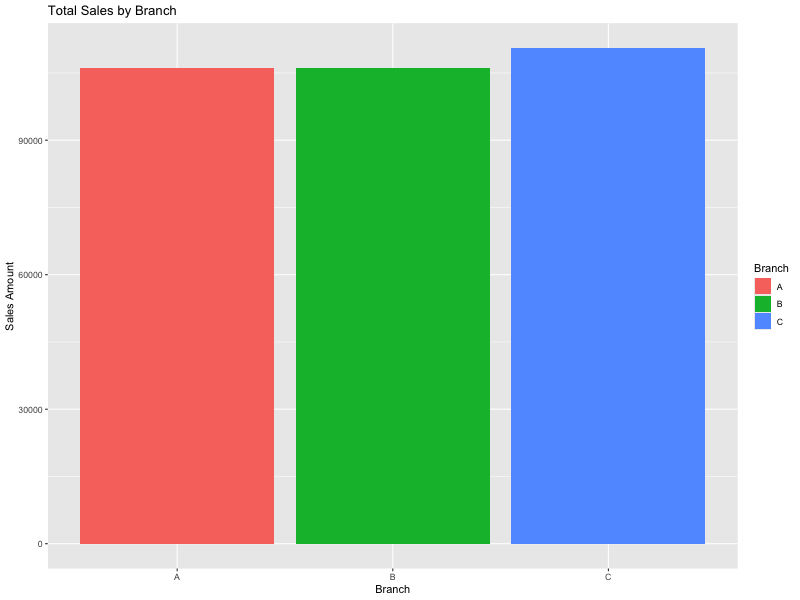 Total Sales by Branch
Sales Amount
90000
60000
30000
0
A
B
C
Branch
Branch
A
B
C